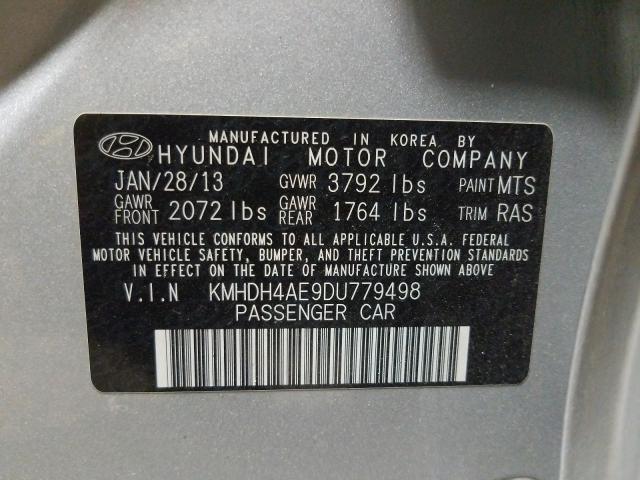 MANUFACTURED IN KOREA BY
HYUNDAI MOTOR COMPANY
JAN/28/13 GVWR 3792 lbs PAINT MTS
GAWR FRONT 2072 lbs GAWR REAR 1764 lbs TRIM RAS
THIS VEHICLE CONFORMS TO ALL APPLICABLE U.S.A. FEDERAL
MOTOR VEHICLE SAFETY, BUMPER, AND THEFT PREVENTION STANDARDS
IN EFFECT ON THE DATE OF MANUFACTURE SHOWN ABOVE
V.I.N KMHDH4AE9DU779498
PASSENGER CAR